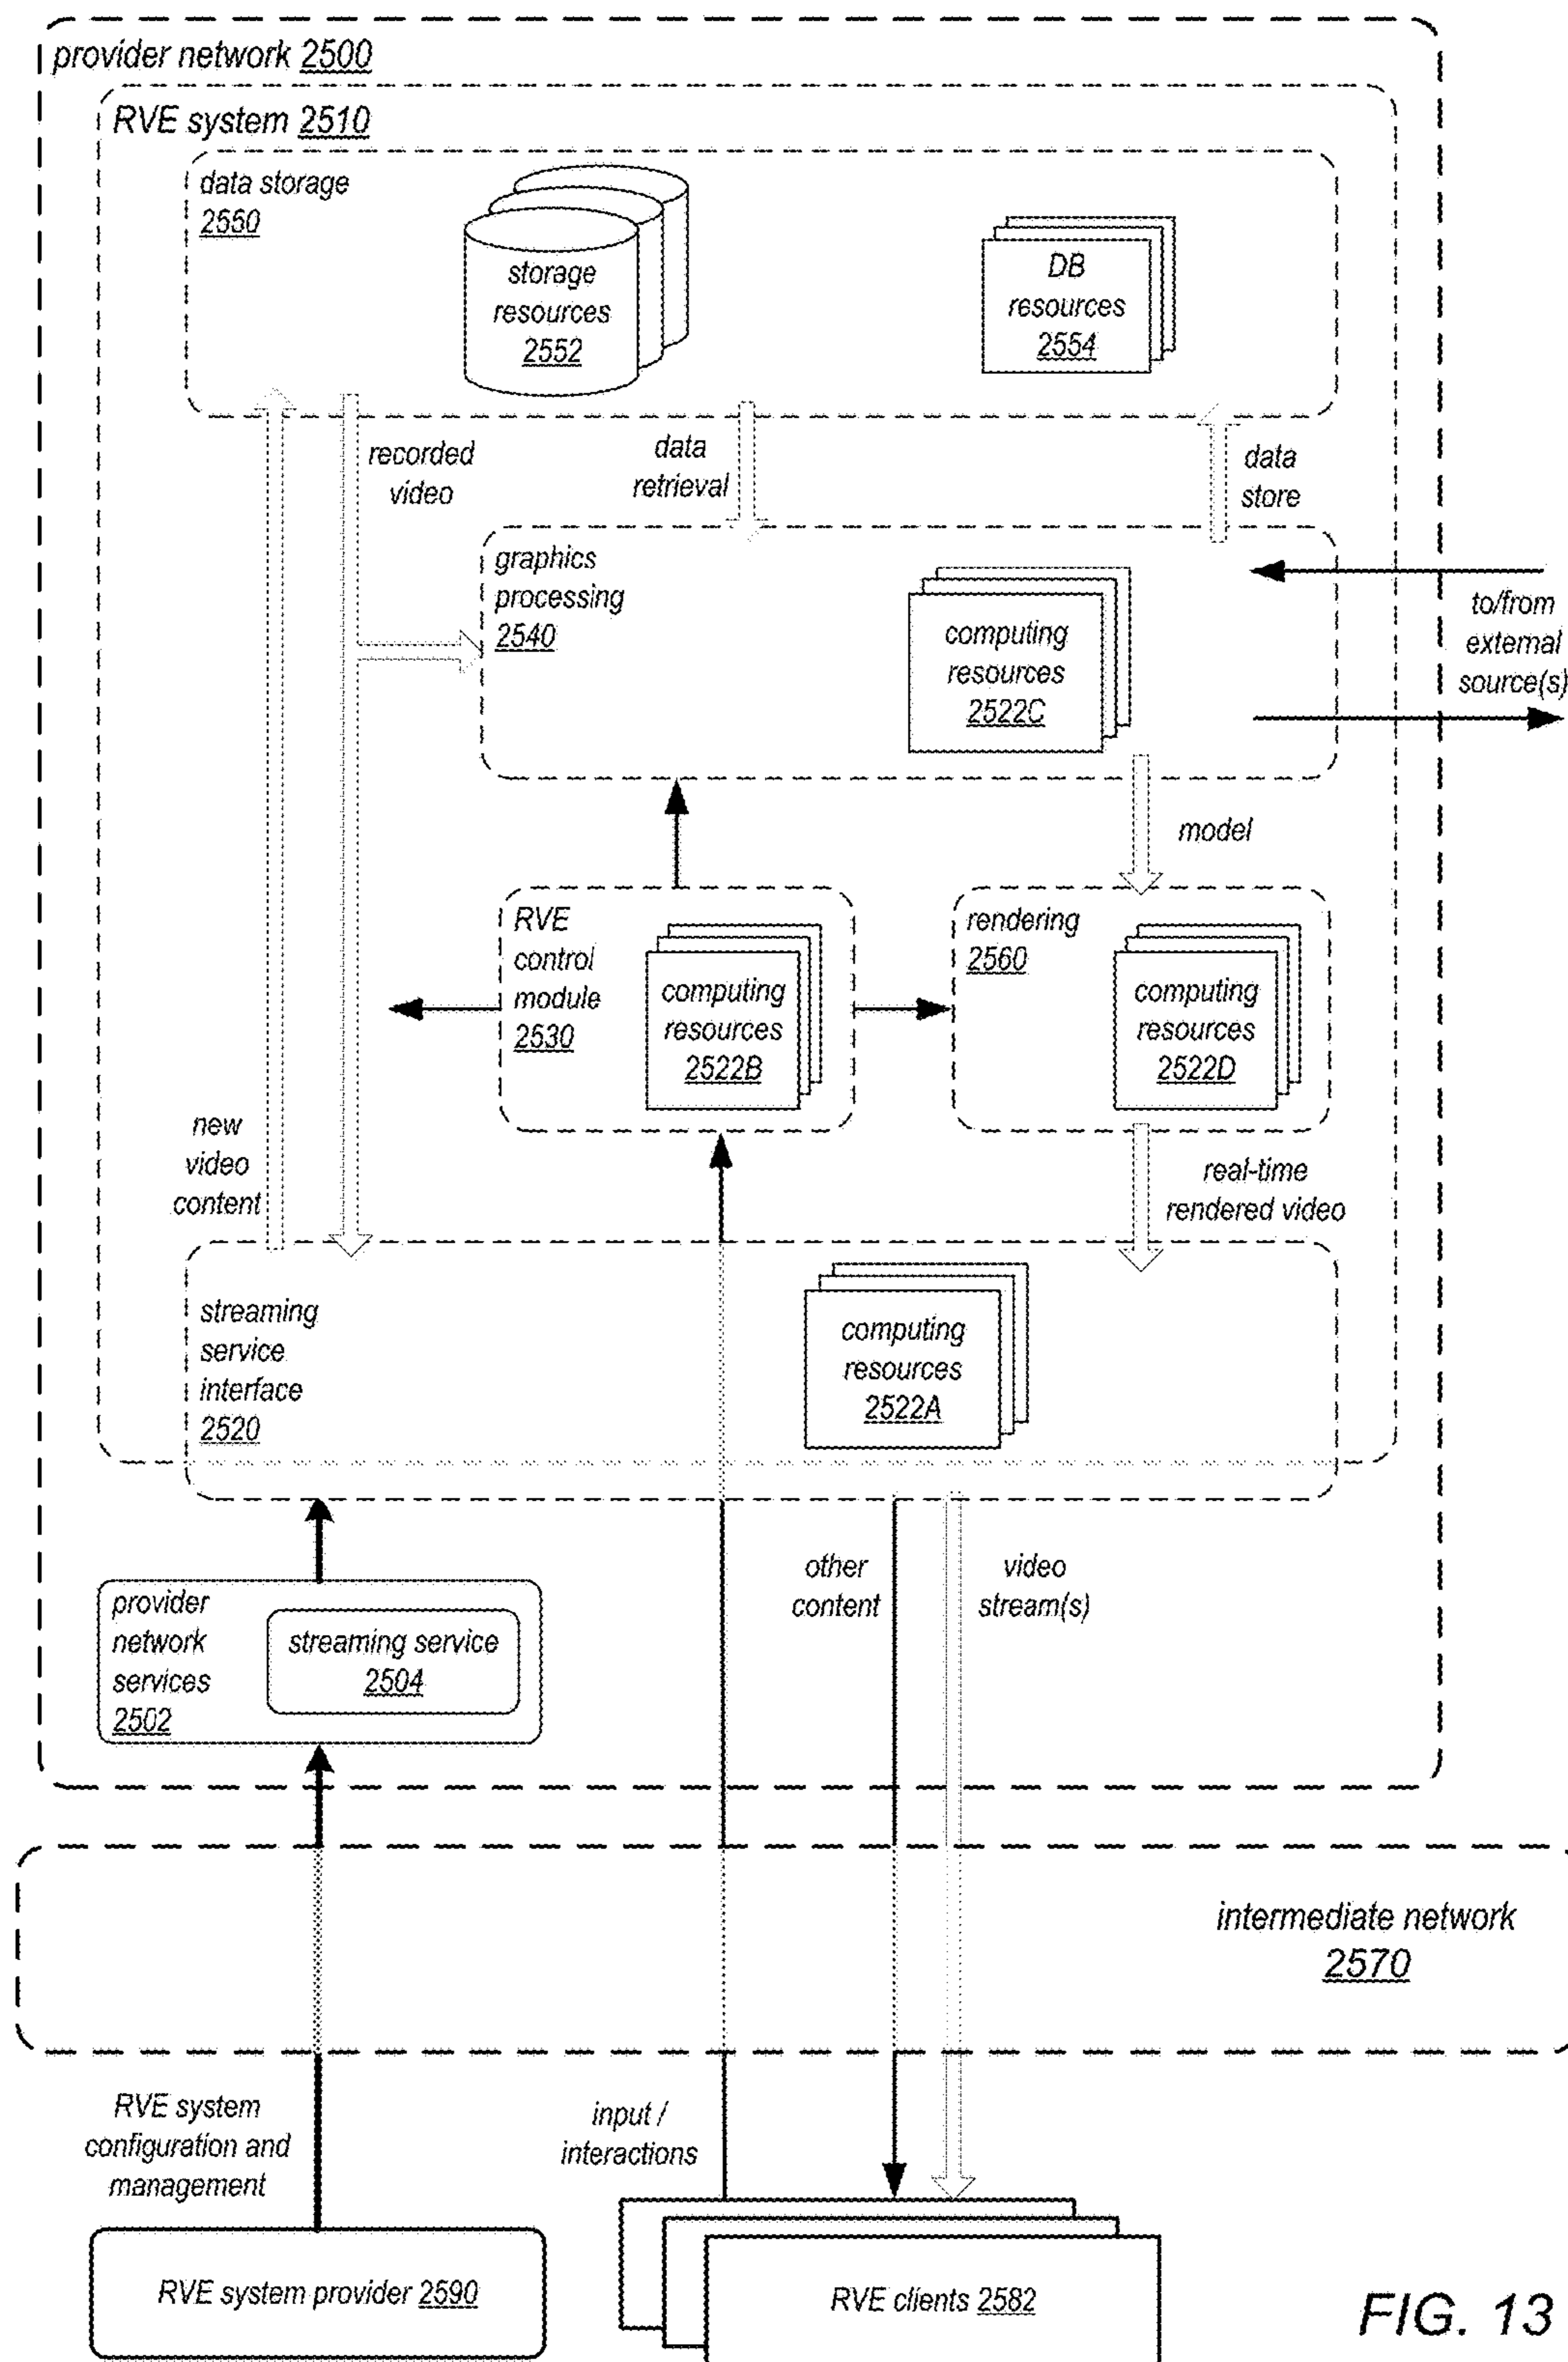 provider network 2500
RVE system 2510
data storage
2550
storage
resources
2552
DB
resources
2554
recorded
video
data
retrieval
data
store
graphics
processing
2540
computing
resources
2522C
to/from
external
source(s)
model
RVE
control
module
2530
computing
resources
2522B
rendering
2560
computing
resources
2522D
new
video
content
real-time
rendered video
streaming
service
interface
2520
computing
resources
2522A
provider
network
services
2502
streaming service
2504
other
content
video
stream(s)
intermediate network
2570
RVE system
configuration and
management
input /
interactions
RVE system provider 2590
RVE clients 2582
FIG. 13